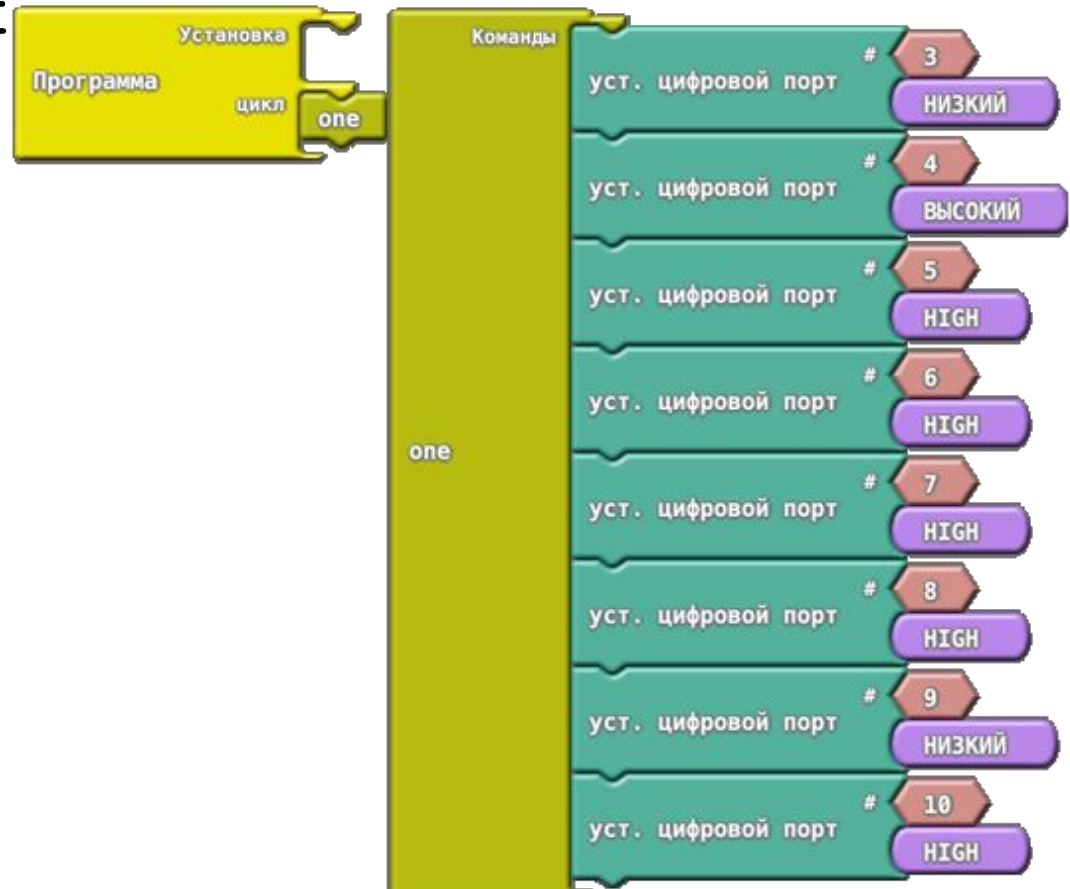 Установка
Программа
цикл
one
Команды
one
уст. цифровой порт
# 3
НИЗКИЙ
уст. цифровой порт
# 4
ВЫСОКИЙ
уст. цифровой порт
# 5
HIGH
уст. цифровой порт
# 6
HIGH
уст. цифровой порт
# 7
HIGH
уст. цифровой порт
# 8
HIGH
уст. цифровой порт
# 9
НИЗКИЙ
уст. цифровой порт
# 10
HIGH